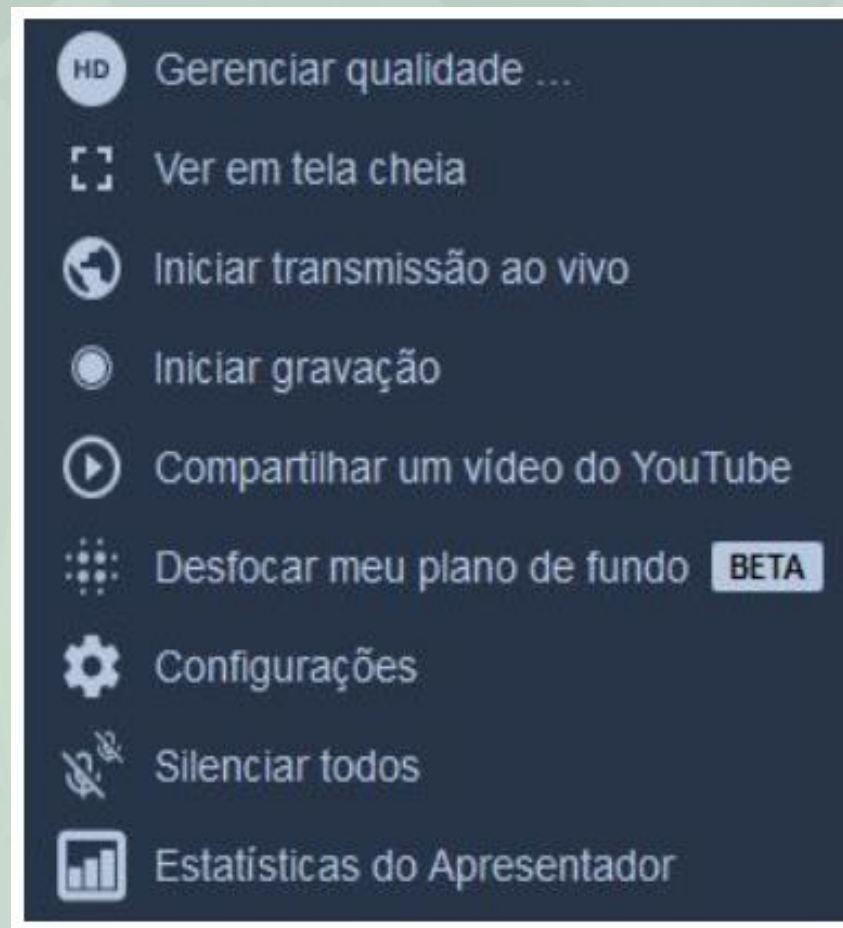 HD Gerenciar qualidade ...
Ver em tela cheia
Iniciar transmissão ao vivo
Iniciar gravação
Compartilhar um vídeo do YouTube
Desfocar meu plano de fundo BETA
Configurações
Silenciar todos
Estatísticas do Apresentador